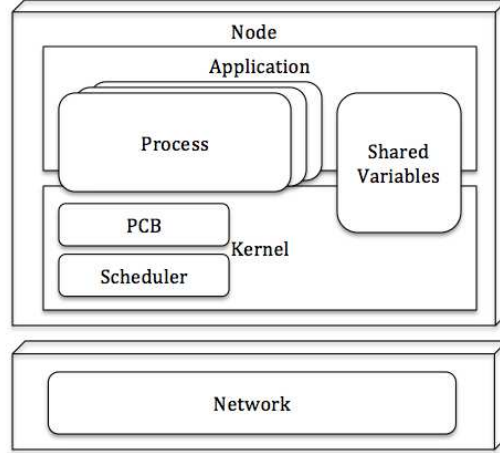 Node
Application
Process
Shared
Variables
PCB
Kernel
Scheduler
Network